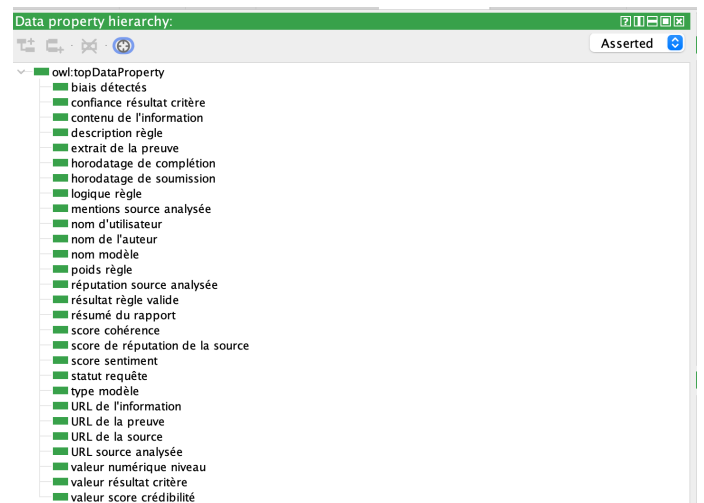 Data property hierarchy:
Asserted
owl:topDataProperty
biais détectés
confiance résultat critère
contenu de l'information
description règle
extrait de la preuve
horodatage de complétion
horodatage de soumission
logique règle
mentions source analysée
nom d'utilisateur
nom de l'auteur
nom modèle
poids règle
réputation source analysée
résultat règle valide
résumé du rapport
score cohérence
score de réputation de la source
score sentiment
statut requête
type modèle
URL de l'information
URL de la preuve
URL de la source
URL source analysée
valeur numérique niveau
valeur résultat critère
valeur score crédibilité